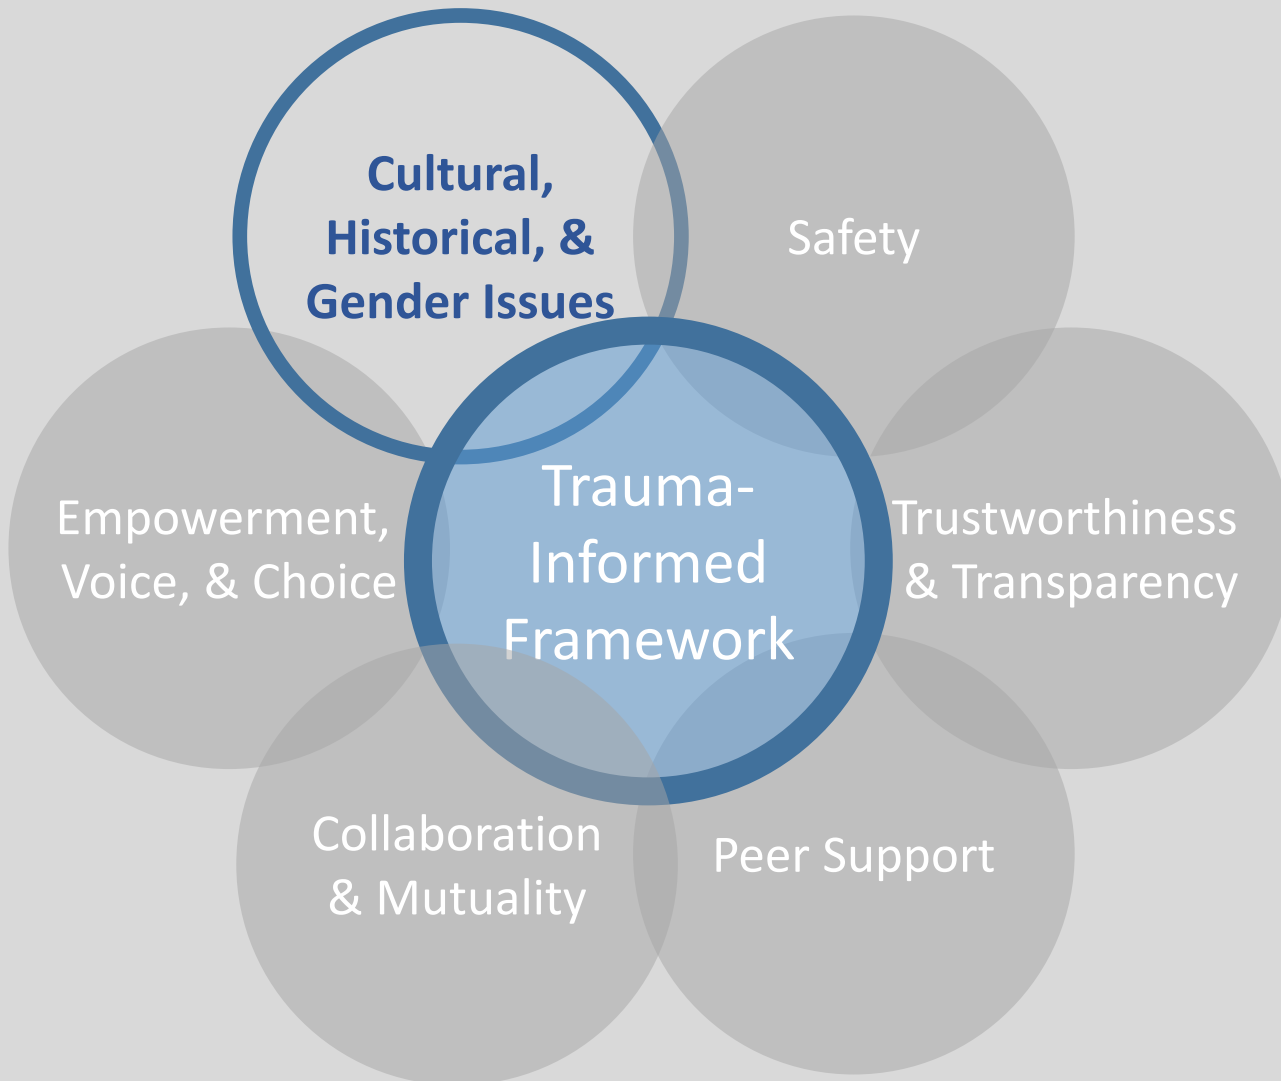 Cultural,
Historical, &
Gender Issues
Safety
Empowerment,
Voice, & Choice
Trauma-
Informed
Framework
Trustworthiness
& Transparency
Collaboration
& Mutuality
Peer Support